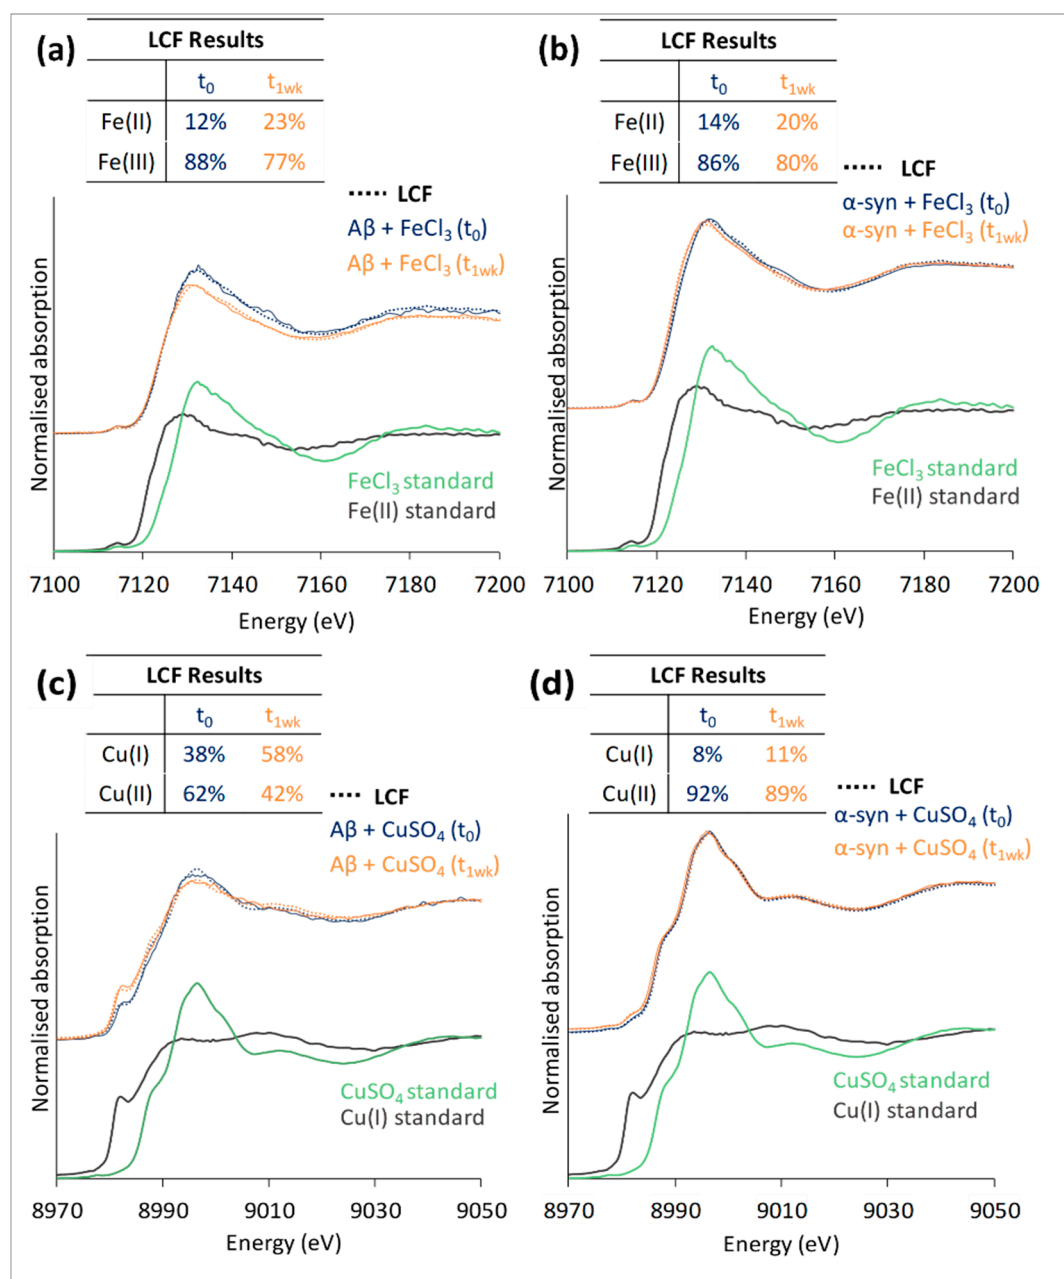 (a)
LCF Results
t₀ t₁wk
Fe(II) 12% 23%
Fe(III) 88% 77%
LCF
Aβ + FeCl₃ (t₀)
Aβ + FeCl₃ (t₁wk)
FeCl₃ standard
Fe(II) standard
Normalised absorption
7100 7120 7140 7160 7180 7200
Energy (eV)
(b)
LCF Results
t₀ t₁wk
Fe(II) 14% 20%
Fe(III) 86% 80%
LCF
α-syn + FeCl₃ (t₀)
α-syn + FeCl₃ (t₁wk)
FeCl₃ standard
Fe(II) standard
Normalised absorption
7100 7120 7140 7160 7180 7200
Energy (eV)
(c)
LCF Results
t₀ t₁wk
Cu(I) 38% 58%
Cu(II) 62% 42%
LCF
Aβ + CuSO₄ (t₀)
Aβ + CuSO₄ (t₁wk)
CuSO₄ standard
Cu(I) standard
Normalised absorption
8970 8990 9010 9030 9050
Energy (eV)
(d)
LCF Results
t₀ t₁wk
Cu(I) 8% 11%
Cu(II) 92% 89%
LCF
α-syn + CuSO₄ (t₀)
α-syn + CuSO₄ (t₁wk)
CuSO₄ standard
Cu(I) standard
Normalised absorption
8970 8990 9010 9030 9050
Energy (eV)